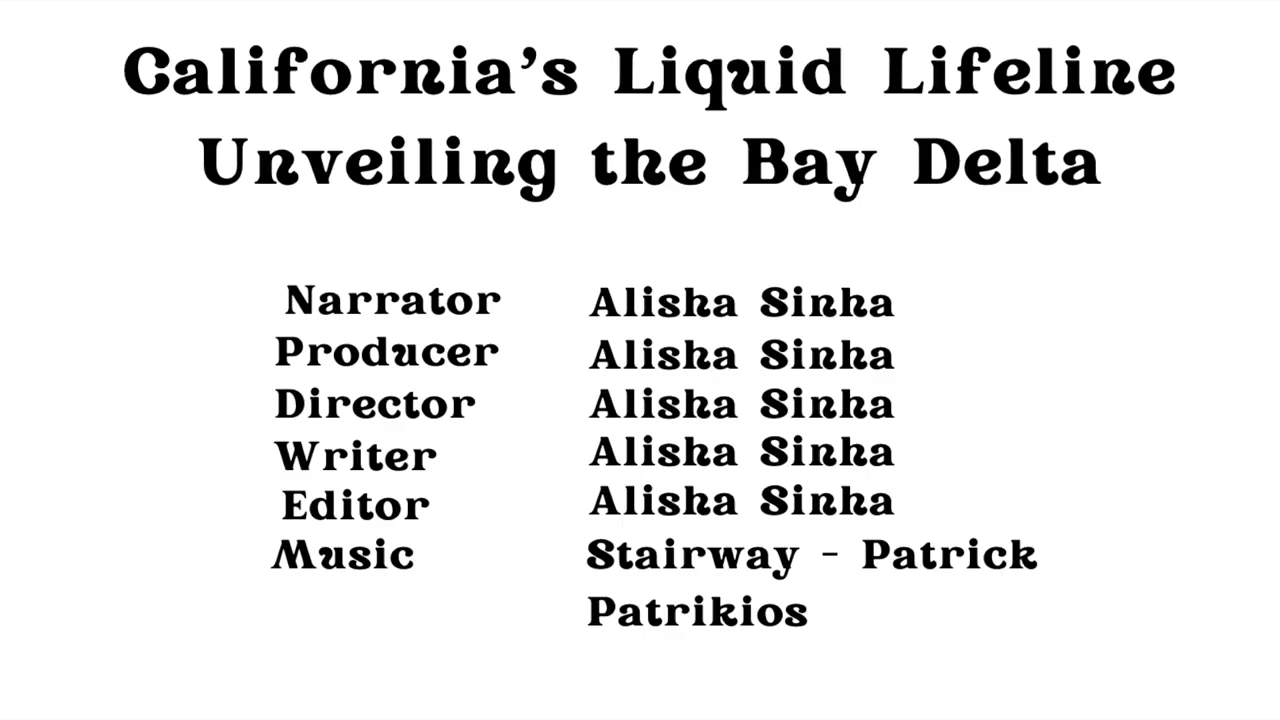 California's Liquid Lifeline
Unveiling the Bay Delta
Narrator Alisha Sinha
Producer Alisha Sinha
Director Alisha Sinha
Writer Alisha Sinha
Editor Alisha Sinha
Music Stairway - Patrick
Patrikios